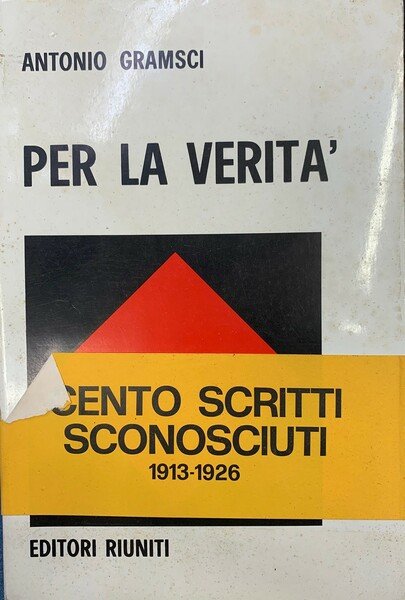 ANTONIO GRAMSCI
PER LA VERITA'
CENTO SCRITTI
SCONOSCIUTI
1913-1926
EDITORI RIUNITI